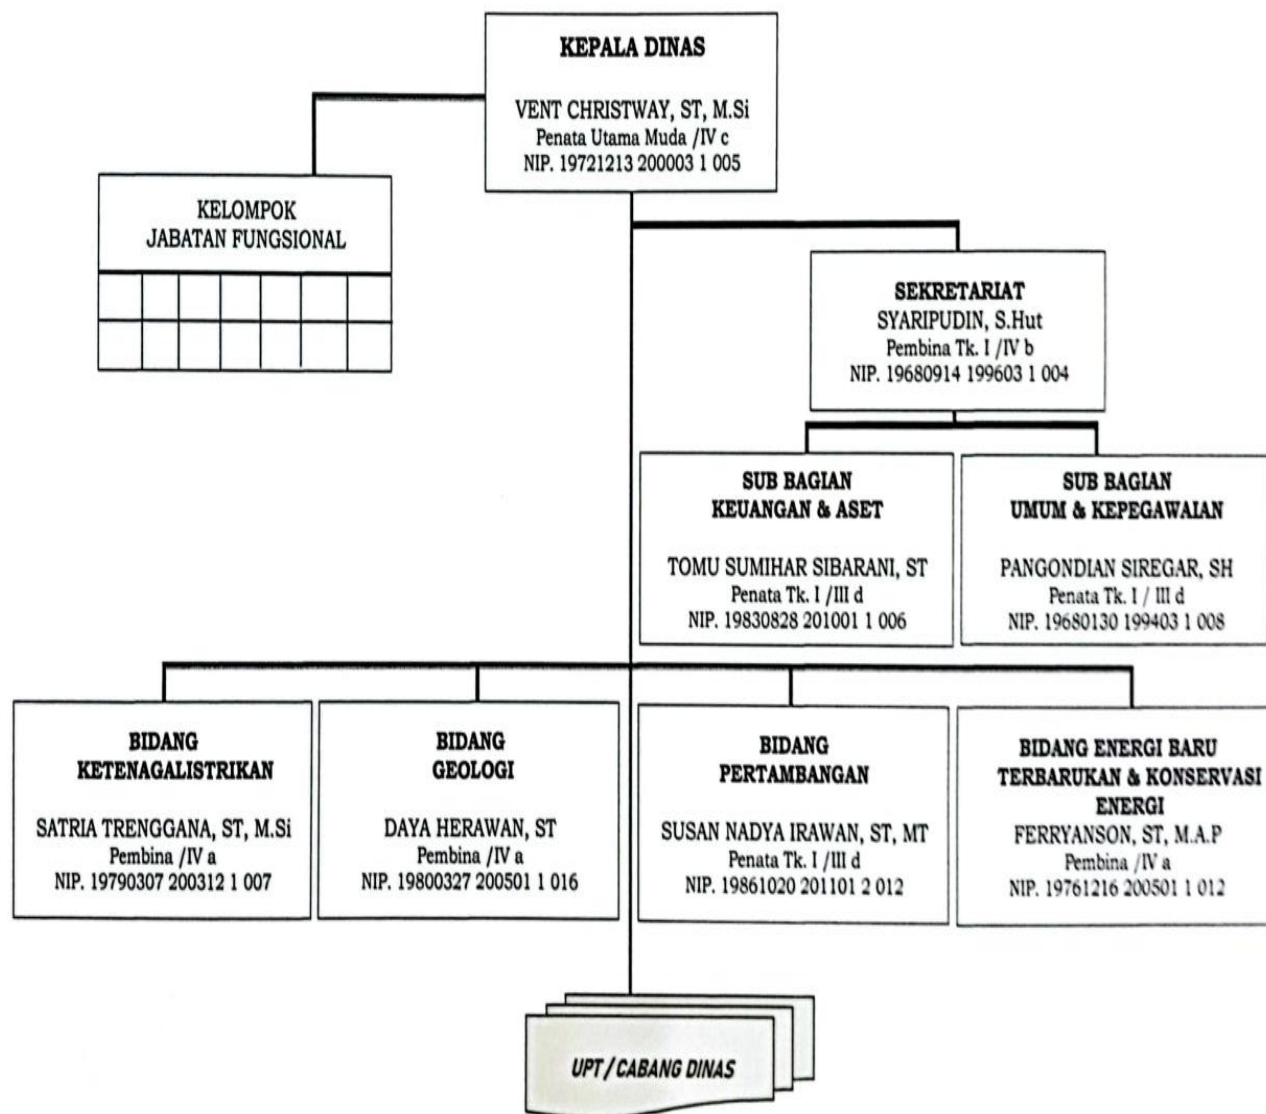 KEPALA DINAS
VENT CHRISTWAY, ST, M.Si
Penata Utama Muda /IV c
NIP. 19721213 200003 1 005
KELOMPOK
JABATAN FUNGSIONAL
SEKRETARIAT
SYARIPUDIN, S.Hut
Pembina Tk. I /IV b
NIP. 19680914 199603 1 004
SUB BAGIAN
KEUANGAN & ASET
TOMU SUMIHAR SIBARANI, ST
Penata Tk. I /III d
NIP. 19830828 201001 1 006
SUB BAGIAN
UMUM & KEPEGAWAIAN
PANGONDIAN SIREGAR, SH
Penata Tk. I / III d
NIP. 19680130 199403 1 008
BIDANG
KETENAGALISTRIKAN
SATRIA TRENGGANA, ST, M.Si
Pembina /IV a
NIP. 19790307 200312 1 007
BIDANG
GEOLOGI
DAYA HERAWAN, ST
Pembina /IV a
NIP. 19800327 200501 1 016
BIDANG
PERTAMBANGAN
SUSAN NADYA IRAWAN, ST, MT
Penata Tk. I /III d
NIP. 19861020 201101 2 012
BIDANG ENERGI BARU
TERBARUKAN & KONSERVASI
ENERGI
FERRYANSON, ST, M.A.P
Pembina /IV a
NIP. 19761216 200501 1 012
UPT / CABANG DINAS